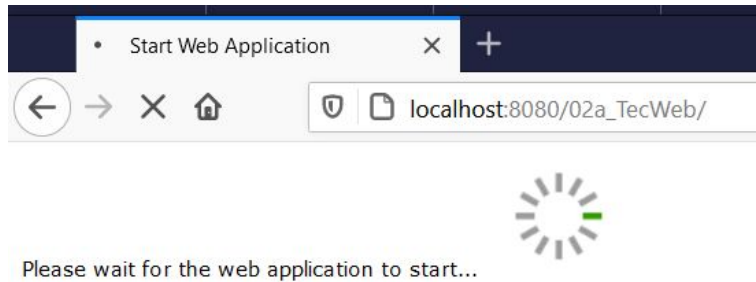 Start Web Application
localhost:8080/02a_TecWeb/
Please wait for the web application to start...